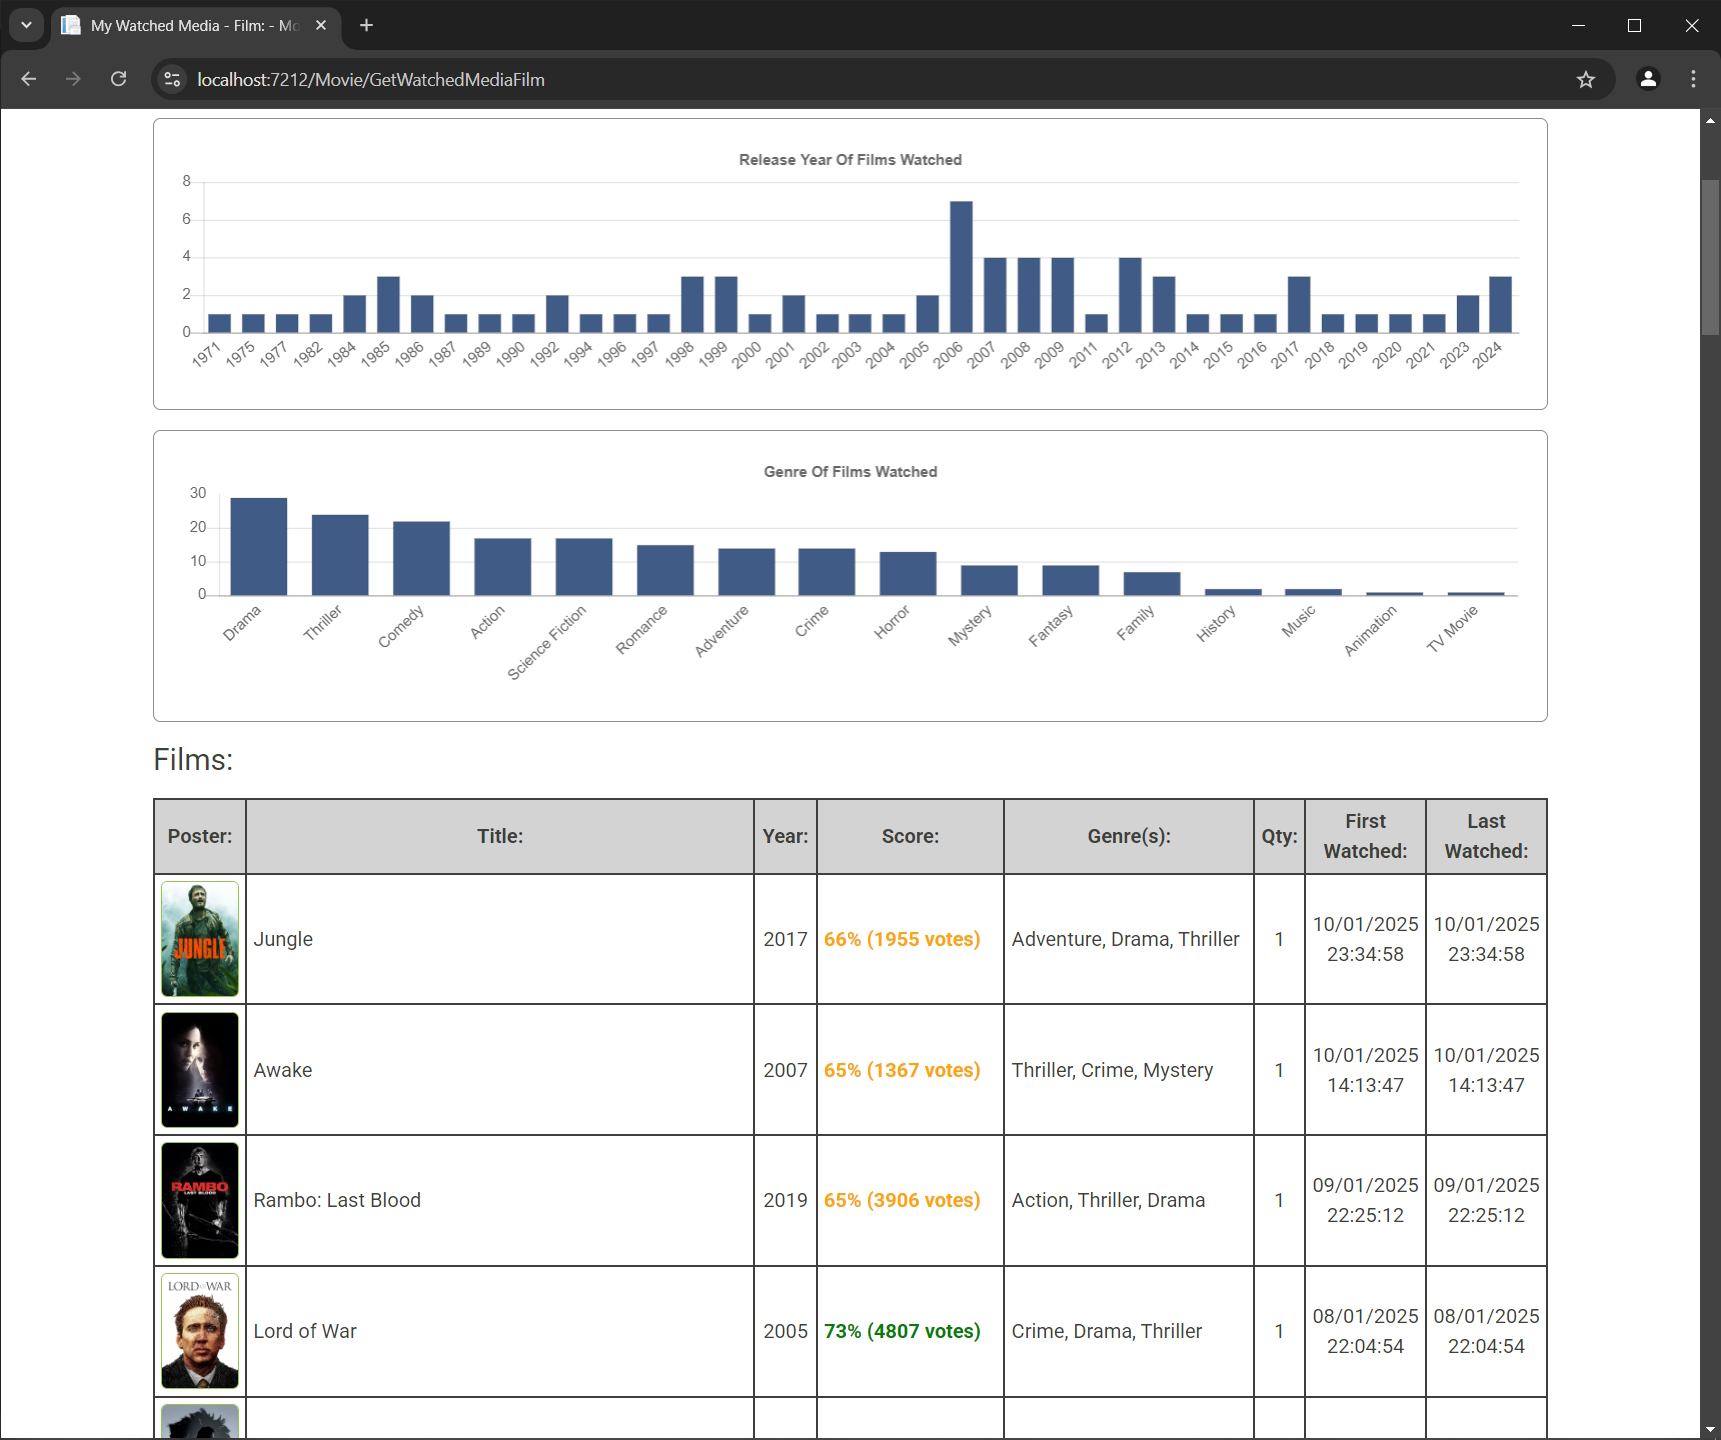 My Watched Media - Film: - Mo
localhost:7212/Movie/GetWatchedMediaFilm
Release Year Of Films Watched
8
6
4
2
0
1971 1975 1977 1982 1984 1985 1986 1987 1989 1990 1992 1994 1996 1997 1998 1999 2000 2001 2002 2003 2004 2005 2006 2007 2008 2009 2011 2012 2013 2014 2015 2016 2017 2018 2019 2020 2021 2023 2024
Genre Of Films Watched
30
20
10
0
Drama Thriller Comedy Action Science Fiction Romance Adventure Crime Horror Mystery Fantasy Family History Music Animation TV Movie
Films:
Poster: Title: Year: Score: Genre(s): Qty: First Watched: Last Watched:
JUNGLE
Jungle 2017 66% (1955 votes) Adventure, Drama, Thriller 1 10/01/2025 23:34:58 10/01/2025 23:34:58
AWAKE
Awake 2007 65% (1367 votes) Thriller, Crime, Mystery 1 10/01/2025 14:13:47 10/01/2025 14:13:47
RAMBO
LAST BLOOD
Rambo: Last Blood 2019 65% (3906 votes) Action, Thriller, Drama 1 09/01/2025 22:25:12 09/01/2025 22:25:12
LORD OF WAR
Lord of War 2005 73% (4807 votes) Crime, Drama, Thriller 1 08/01/2025 22:04:54 08/01/2025 22:04:54